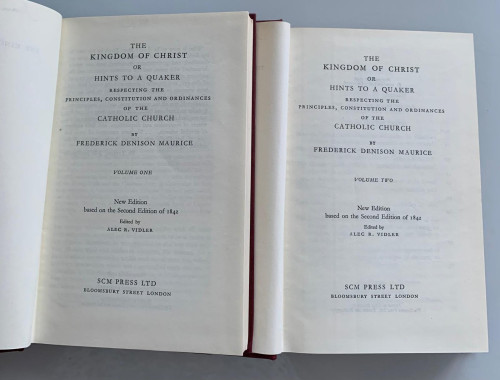 THE
KINGDOM OF CHRIST
OR
HINTS TO A QUAKER
RESPECTING THE
PRINCIPLES, CONSTITUTION AND ORDINANCES
OF THE
CATHOLIC CHURCH
BY
FREDERICK DENISON MAURICE
VOLUME ONE
New Edition
based on the Second Edition of 1842
Edited by
ALEC R. VIDLER
SCM PRESS LTD
BLOOMSBURY STREET LONDON
THE
KINGDOM OF CHRIST
OR
HINTS TO A QUAKER
RESPECTING THE
PRINCIPLES, CONSTITUTION AND ORDINANCES
OF THE
CATHOLIC CHURCH
BY
FREDERICK DENISON MAURICE
VOLUME TWO
New Edition
based on the Second Edition of 1842
Edited by
ALEC R. VIDLER
SCM PRESS LTD
BLOOMSBURY STREET LONDON